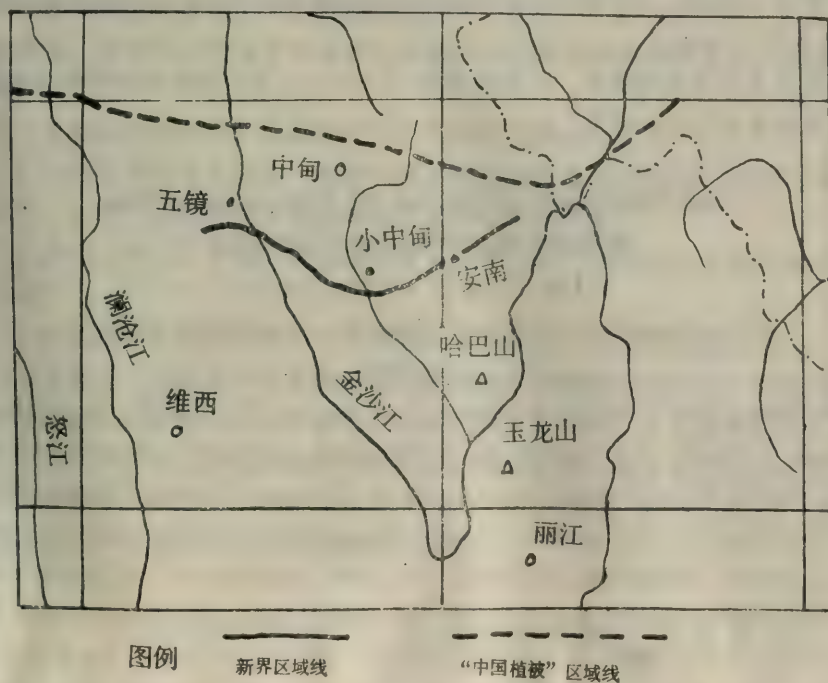 中甸
五镜
小中甸
安南
澜沧江
哈巴山
金沙江
维西
怒江
玉龙山
丽江
图例
新界区域线
“中国植被”区域线